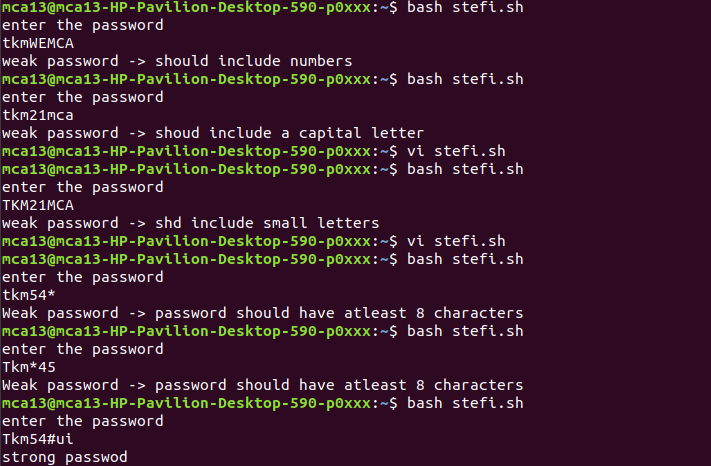 mca13@mca13-HP-Pavilion-Desktop-590-p0xxx:~$ bash stefi.sh
enter the password
tkmWEMCA
weak password -> should include numbers
mca13@mca13-HP-Pavilion-Desktop-590-p0xxx:~$ bash stefi.sh
enter the password
tkm21mca
weak password -> shoud include a capital letter
mca13@mca13-HP-Pavilion-Desktop-590-p0xxx:~$ vi stefi.sh
mca13@mca13-HP-Pavilion-Desktop-590-p0xxx:~$ bash stefi.sh
enter the password
TKM21MCA
weak password -> shd include small letters
mca13@mca13-HP-Pavilion-Desktop-590-p0xxx:~$ vi stefi.sh
mca13@mca13-HP-Pavilion-Desktop-590-p0xxx:~$ bash stefi.sh
enter the password
tkm54*
Weak password -> password should have atleast 8 characters
mca13@mca13-HP-Pavilion-Desktop-590-p0xxx:~$ bash stefi.sh
enter the password
Tkm*45
Weak password -> password should have atleast 8 characters
mca13@mca13-HP-Pavilion-Desktop-590-p0xxx:~$ bash stefi.sh
enter the password
Tkm54#ui
strong passwod